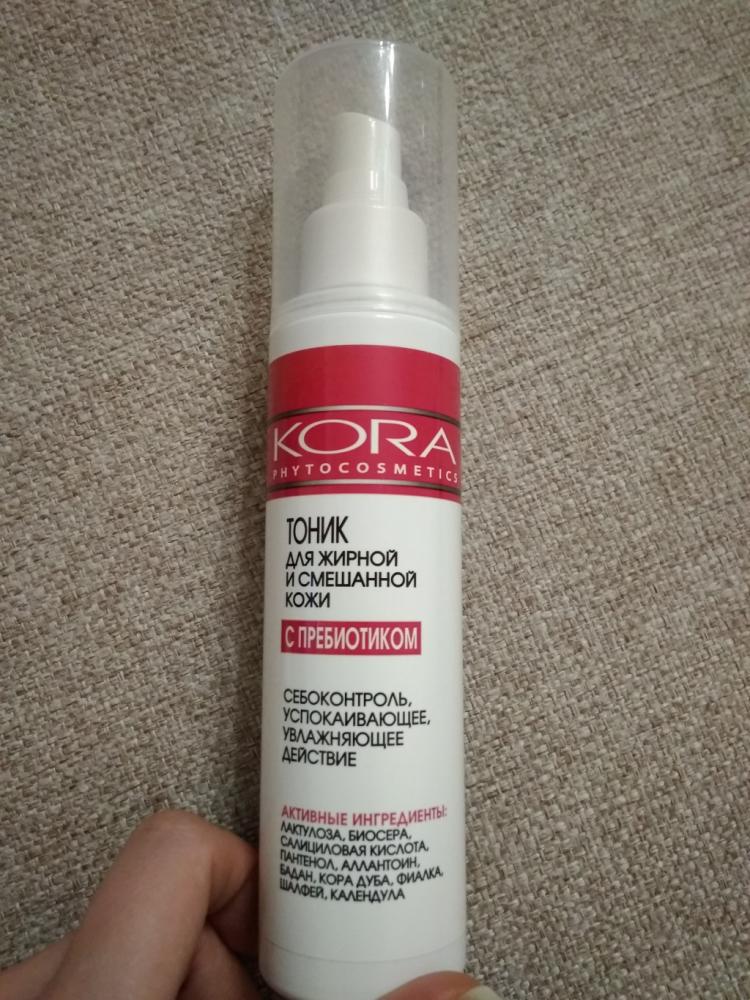 KORA
PHYTOCOSMETICS
ТОНИК
ДЛЯ ЖИРНОЙ
И СМЕШАННОЙ
КОЖИ
С ПРЕБИОТИКОМ
СЕБОКОНТРОЛЬ,
УСПОКАИВАЮЩЕЕ,
УВЛАЖНЯЮЩЕЕ
ДЕЙСТВИЕ
АКТИВНЫЕ ИНГРЕДИЕНТЫ:
ЛАКТУЛОЗА, БИОСЕРА,
САЛИЦИЛОВАЯ КИСЛОТА,
ПАНТЕНОЛ, АЛЛАНТОИН,
БАДАН, КОРА ДУБА, ФИАЛКА,
ШАЛФЕЙ, КАЛЕНДУЛА